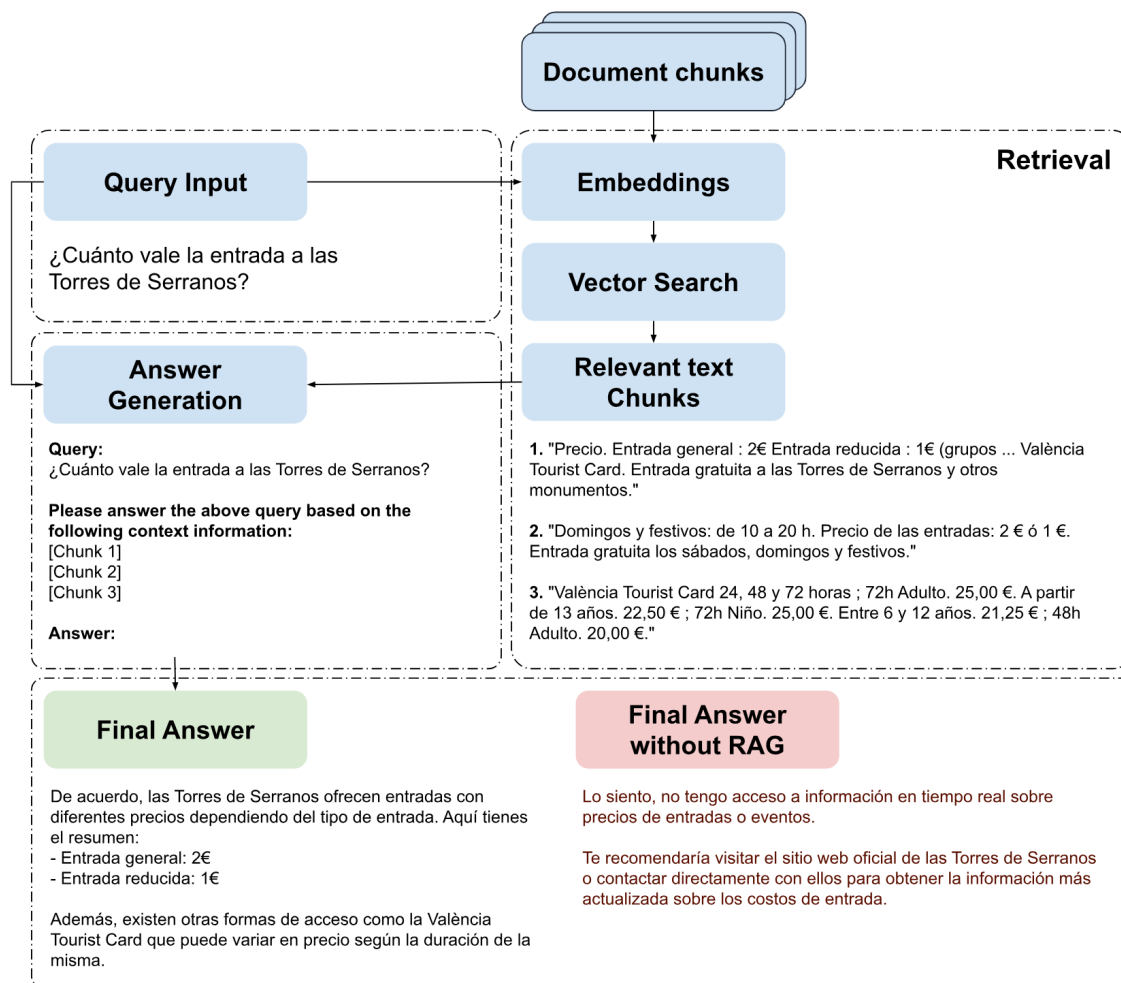 Document chunks
Retrieval
Query Input
Embeddings
¿Cuánto vale la entrada a las
Torres de Serranos?
Vector Search
Answer
Generation
Relevant text
Chunks
Query:
¿Cuánto vale la entrada a las Torres de Serranos?
Please answer the above query based on the
following context information:
[Chunk 1]
[Chunk 2]
[Chunk 3]
Answer:
1. "Precio. Entrada general : 2€ Entrada reducida : 1€ (grupos ... València
Tourist Card. Entrada gratuita a las Torres de Serranos y otros
monumentos."
2. "Domingos y festivos: de 10 a 20 h. Precio de las entradas: 2 € ó 1 €.
Entrada gratuita los sábados, domingos y festivos."
3. "València Tourist Card 24, 48 y 72 horas ; 72h Adulto. 25,00 €. A partir
de 13 años. 22,50 € ; 72h Niño. 25,00 €. Entre 6 y 12 años. 21,25 € ; 48h
Adulto. 20,00 €."
Final Answer
De acuerdo, las Torres de Serranos ofrecen entradas con
diferentes precios dependiendo del tipo de entrada. Aquí tienes
el resumen:
- Entrada general: 2€
- Entrada reducida: 1€
Además, existen otras formas de acceso como la València
Tourist Card que puede variar en precio según la duración de la
misma.
Final Answer
without RAG
Lo siento, no tengo acceso a información en tiempo real sobre
precios de entradas o eventos.
Te recomendaría visitar el sitio web oficial de las Torres de Serranos
o contactar directamente con ellos para obtener la información más
actualizada sobre los costos de entrada.